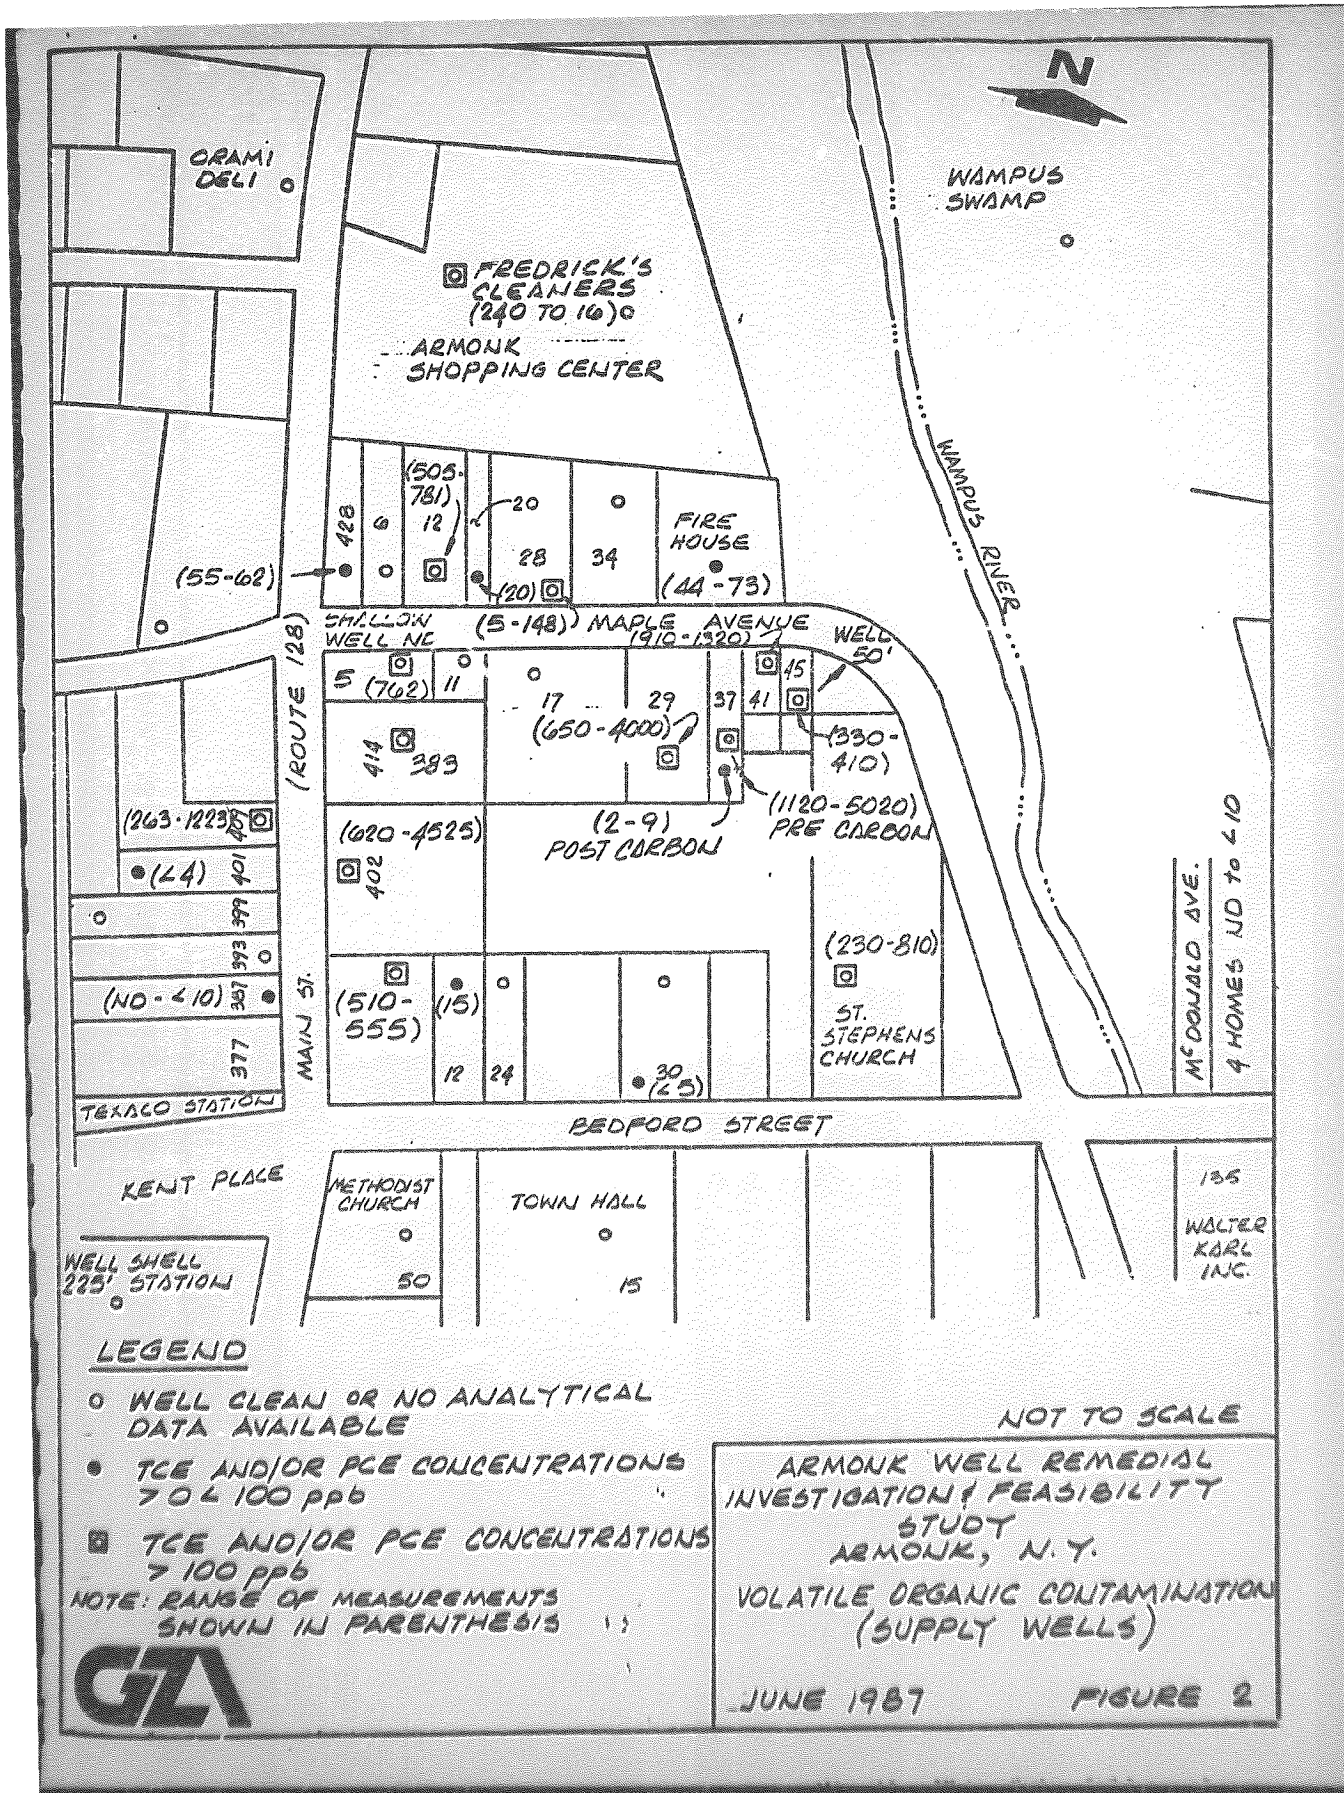 N
ORAMI
DELI
WAMPUS
SWAMP
FREDRICK'S
CLEANERS
(240 TO 16)
ARMONK
SHOPPING CENTER
WAMPUS RIVER
(505-
781)
428
6
12
20
28
34
FIRE
HOUSE
(44-73)
(55-62)
(20)
(5-148)
SHALLOW
WELL ND
MAPLE AVENUE
(910-1320)
WELL
50'
(ROUTE 128)
5
(762)
11
17
29
37
41
45
(650-4000)
(330-
410)
414
383
(1120-5020)
PRE CARBON
(2-9)
POST CARBON
(263-1223)
407
(620-4525)
402
(<4)
401
399
393
(ND-<10)
387
377
MAIN ST.
(510-
555)
(15)
12
24
30
(<5)
(230-810)
ST.
STEPHENS
CHURCH
McDONALD AVE.
4 HOMES ND to <10
TEXACO STATION
BEDFORD STREET
KENT PLACE
METHODIST
CHURCH
50
TOWN HALL
15
135
WALTER
KARL
INC.
WELL SHELL
225' STATION
LEGEND
WELL CLEAN OR NO ANALYTICAL
DATA AVAILABLE
TCE AND/OR PCE CONCENTRATIONS
>0<100 ppb
TCE AND/OR PCE CONCENTRATIONS
>100 ppb
NOTE: RANGE OF MEASUREMENTS
SHOWN IN PARENTHESIS
GZA
NOT TO SCALE
ARMONK WELL REMEDIAL
INVESTIGATION & FEASIBILITY
STUDY
ARMONK, N.Y.
VOLATILE ORGANIC CONTAMINATION
(SUPPLY WELLS)
JUNE 1987
FIGURE 2